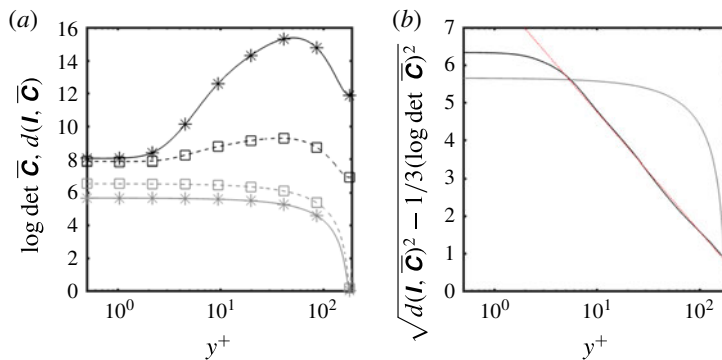 (a)
16
14
12
10
8
6
4
2
0
log det C̅, d(I, C̅)
10⁰ 10¹ 10²
y⁺
(b)
7
6
5
4
3
2
1
0
√d(I, C̅)² − 1/3(log det C̅)²
10⁰ 10¹ 10²
y⁺